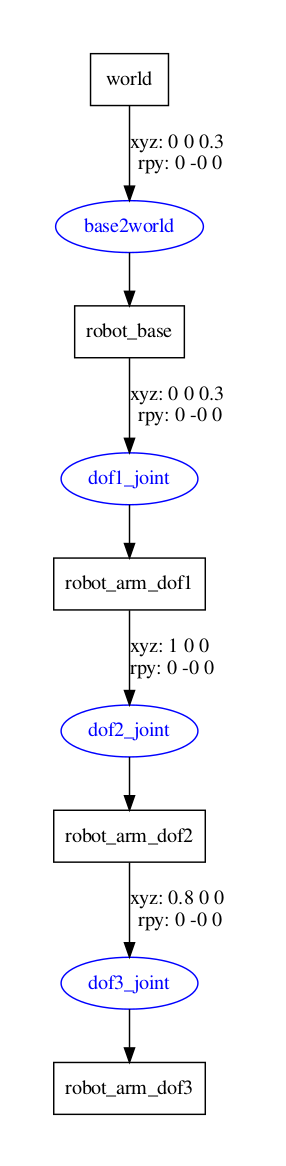 world
xyz: 0 0 0.3
rpy: 0 -0 0
base2world
robot_base
xyz: 0 0 0.3
rpy: 0 -0 0
dof1_joint
robot_arm_dof1
xyz: 1 0 0
rpy: 0 -0 0
dof2_joint
robot_arm_dof2
xyz: 0.8 0 0
rpy: 0 -0 0
dof3_joint
robot_arm_dof3